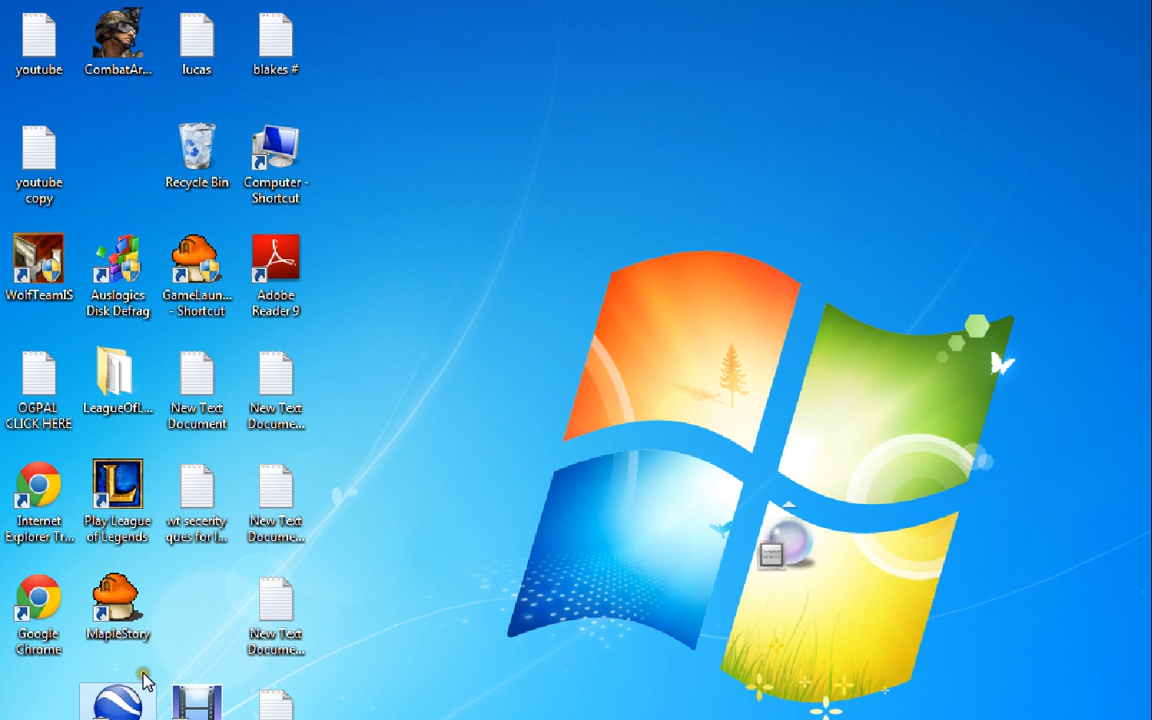 youtube
CombatAr...
lucas
blakes #
youtube
copy
Recycle Bin
Computer -
Shortcut
WolfTeamIS
Auslogics
Disk Defrag
GameLaun...
- Shortcut
Adobe
Reader 9
OGPAL
CLICK HERE
LeagueOfL...
New Text
Document
New Text
Docume...
Internet
Explorer Tr...
Play League
of Legends
wt secerity
ques for l...
New Text
Docume...
Google
Chrome
MapleStory
New Text
Docume...